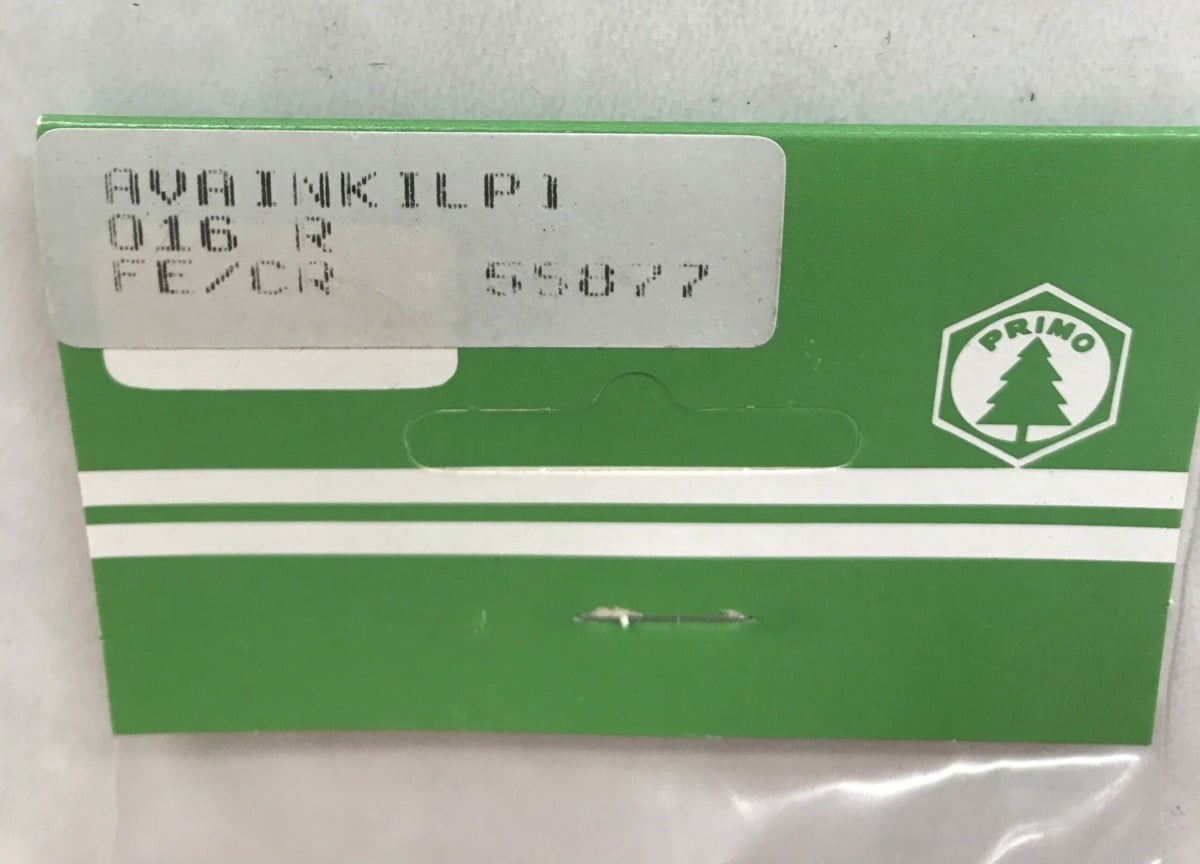 AVAINKILPI
016 R
FE/CR 55877
PRIMO